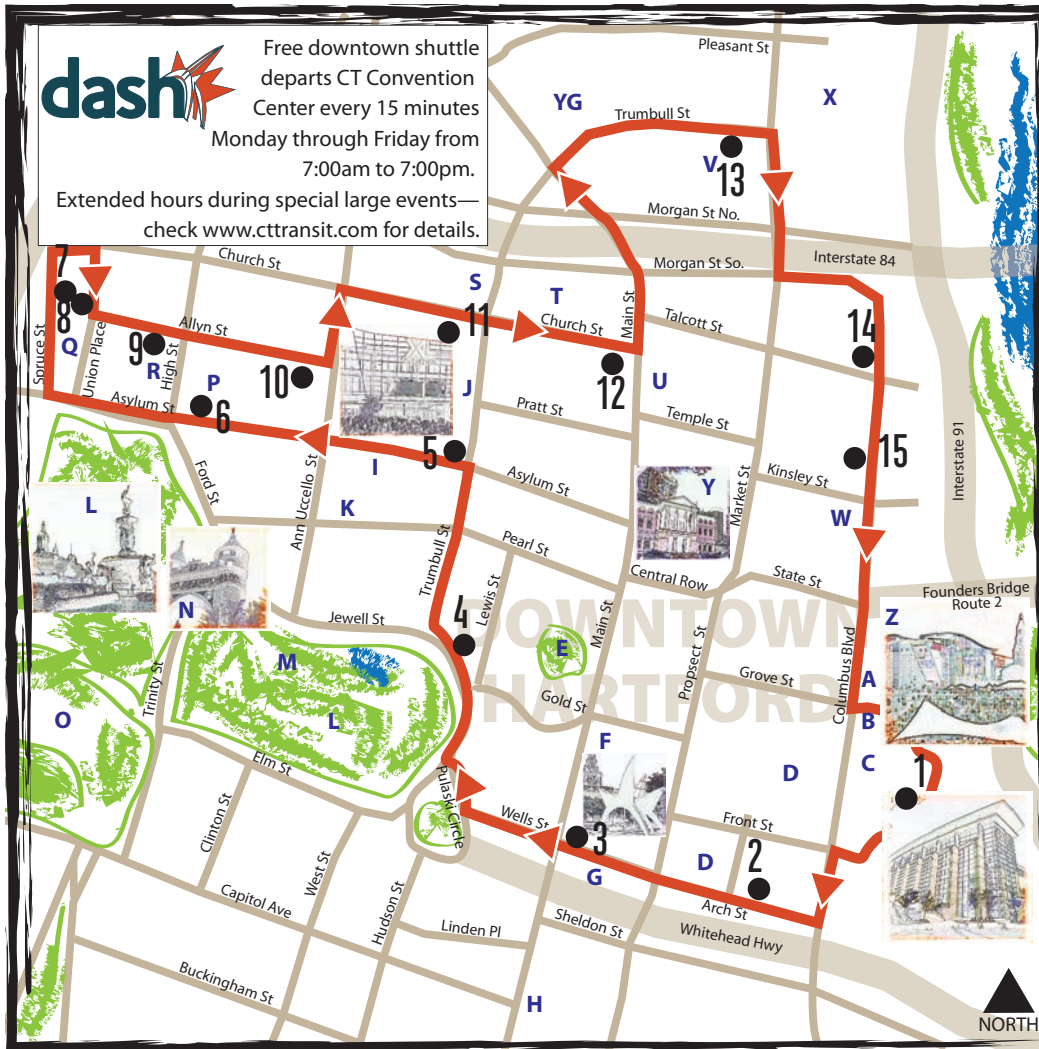 dash
Free downtown shuttle
departs CT Convention
Center every 15 minutes
Monday through Friday from
7:00am to 7:00pm.
Extended hours during special large events—
check www.cttransit.com for details.
Pleasant St
X
YG
Trumbull St
V
13
Morgan St No.
Interstate 84
Morgan St So.
Church St
7
8
Q
Spruce St
Union Place
Allyn St
9
R
High St
P
10
6
Asylum St
S
11
T
Church St
Main St
12
J
5
U
Talcott St
14
Pratt St
Temple St
15
Kinsley St
Interstate 91
I
K
Ford St
Ann Uccello St
Asylum St
Y
Market St
W
L
N
Trumbull St
Pearl St
Lewis St
4
Central Row
State St
Founders Bridge
Route 2
DOWNTOWN
HARTFORD
Jewell St
M
L
E
Main St
Propsect St
Grove St
Columbus Blvd
Z
A
B
C
1
O
Trinity St
Elm St
Gold St
F
D
Pulaski Circle
Wells St
3
G
Front St
D
2
Arch St
Clinton St
West St
Capitol Ave
Hudson St
Linden Pl
Sheldon St
Whitehead Hwy
Buckingham St
H
NORTH